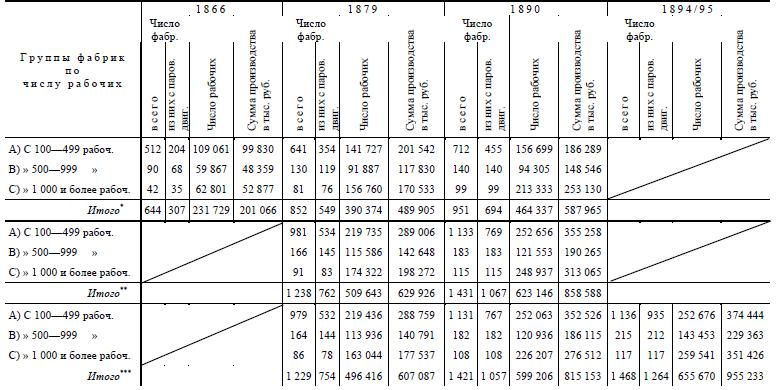 1866 1879 1890 1894/95
Группы фабрик по числу рабочих
Число фабр. Число фабр. Число фабр. Число фабр.
всего из них с паров. двиг. Число рабочих Сумма производства в тыс. руб. всего из них с паров. двиг. Число рабочих Сумма производства в тыс. руб. всего из них с паров. двиг. Число рабочих Сумма производства в тыс. руб. всего из них с паров. двиг. Число рабочих Сумма производства в тыс. руб.
A) С 100—499 рабоч. 512 204 109 061 99 830 641 354 141 727 201 542 712 455 156 699 186 289
B) » 500—999 » 90 68 59 867 48 359 130 119 91 887 117 830 140 140 94 305 148 546
C) » 1 000 и более рабоч. 42 35 62 801 52 877 81 76 156 760 170 533 99 99 213 333 253 130
Итого* 644 307 231 729 201 066 852 549 390 374 489 905 951 694 464 337 587 965
A) С 100—499 рабоч. 981 534 219 735 289 006 1 133 769 252 656 355 258
B) » 500—999 » 166 145 115 586 142 648 183 183 121 553 190 265
C) » 1 000 и более рабоч. 91 83 174 322 198 272 115 115 248 937 313 065
Итого** 1 238 762 509 643 629 926 1 431 1 067 623 146 858 588
A) С 100—499 рабоч. 979 532 219 436 288 759 1 131 767 252 063 352 526 1 136 935 252 676 374 444
B) » 500—999 » 164 144 113 936 140 791 182 182 120 936 186 115 215 212 143 453 229 363
C) » 1 000 и более рабоч. 86 78 163 044 177 537 108 108 226 207 276 512 117 117 259 541 351 426
Итого*** 1 229 754 496 416 607 087 1 421 1 057 599 206 815 153 1 468 1 264 655 670 955 233